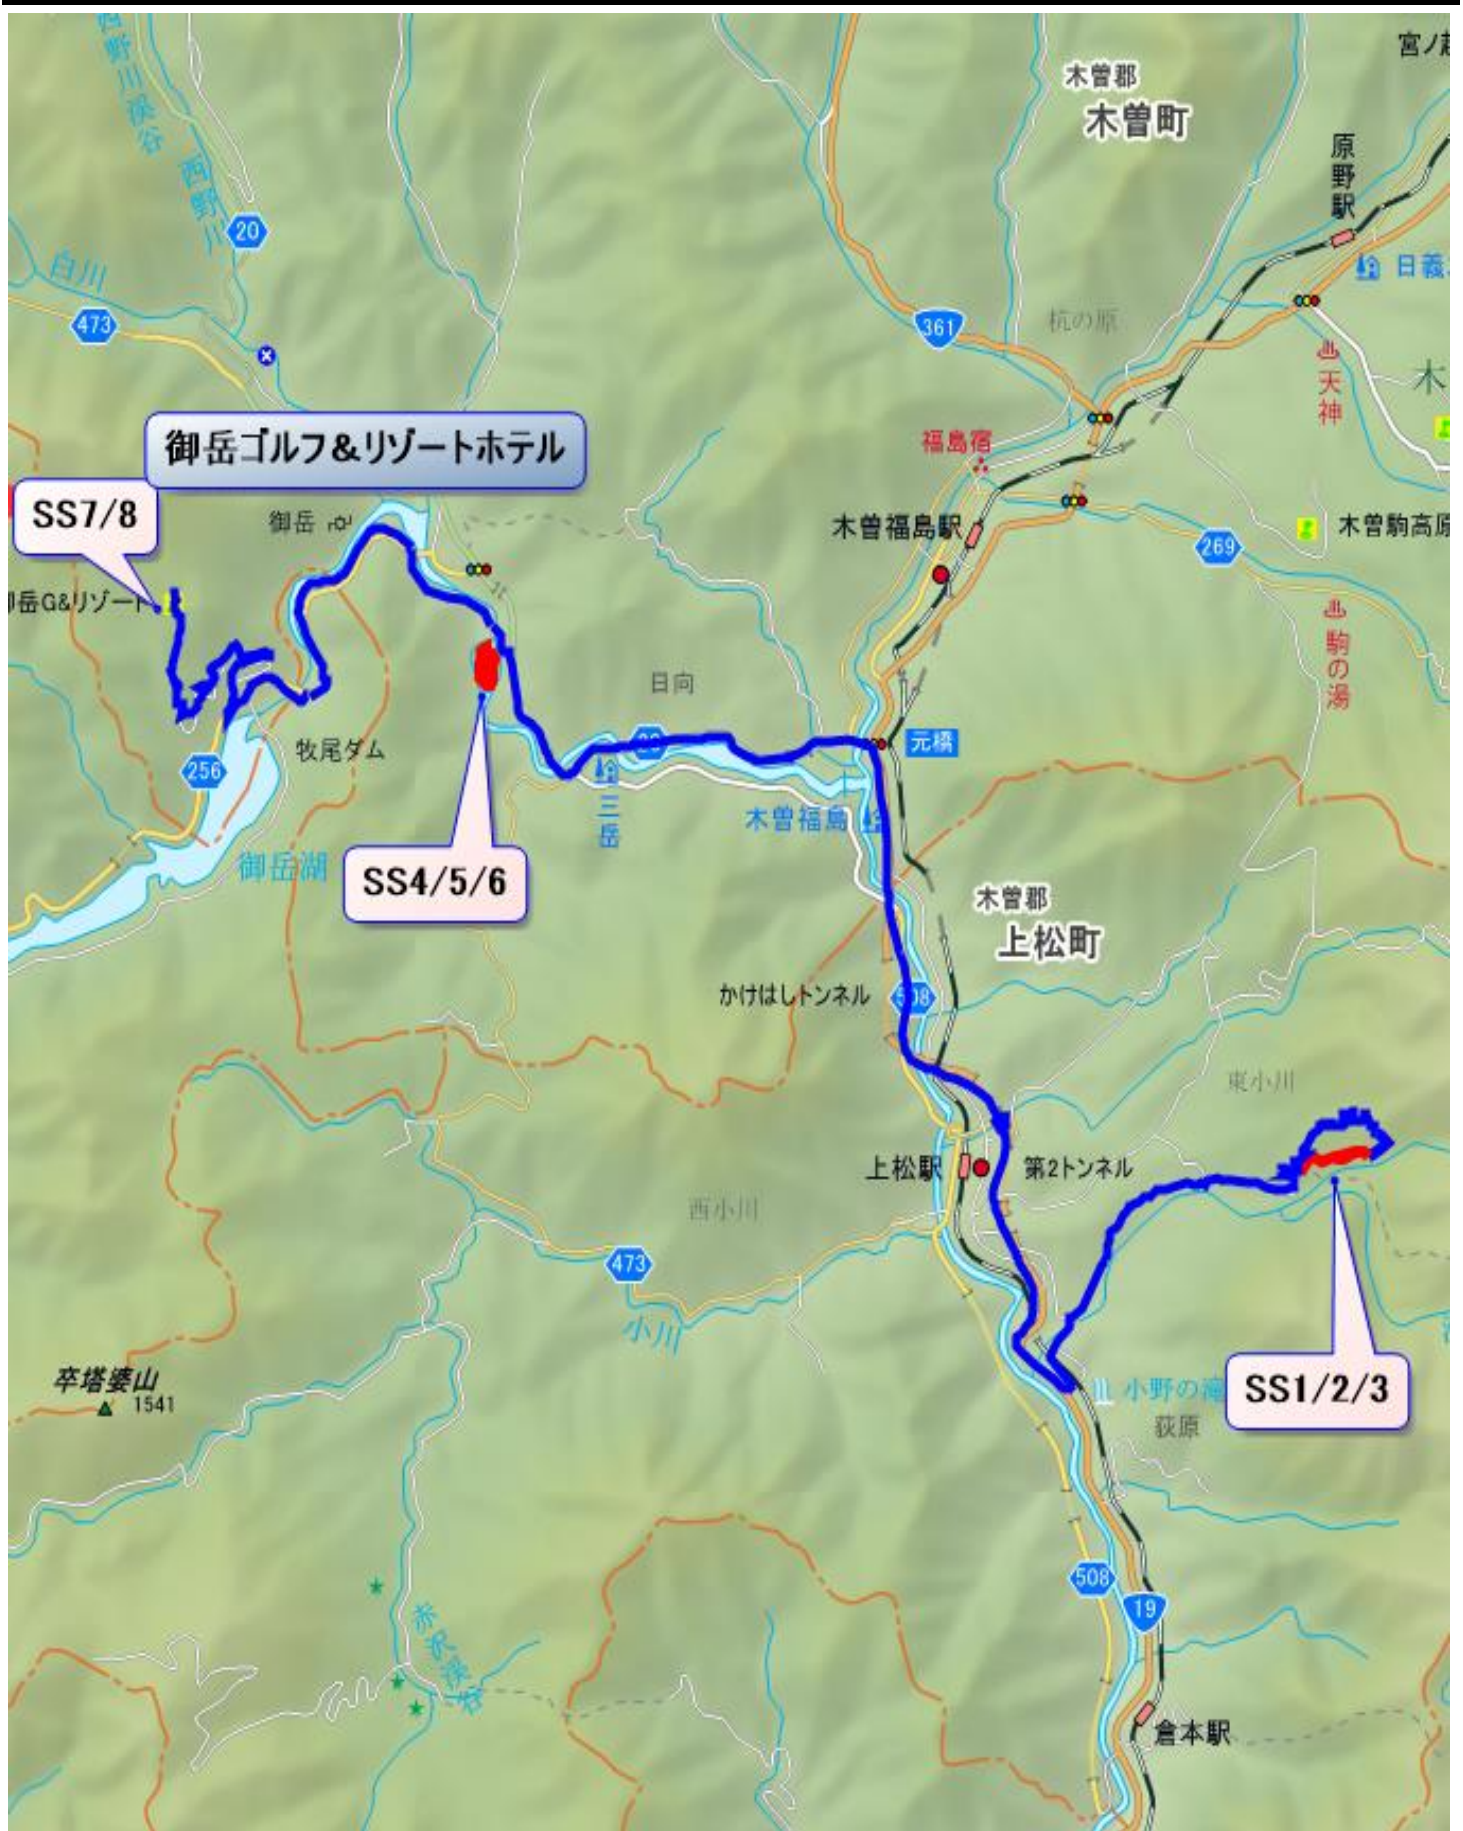 西野川渓谷
西野川
20
白川
473
木曽郡
木曽町
原野駅
361
杭の原
天神
福島宿
木曽福島駅
269
木曽駒高原
駒の湯
御岳ゴルフ&リゾートホテル
SS7/8
御岳
御岳G&リゾート
牧尾ダム
256
御岳湖
日向
20
三岳
木曽福島
元橋
SS4/5/6
木曽郡
上松町
かけはしトンネル
508
東小川
上松駅
第2トンネル
西小川
473
小川
卒塔婆山
1541
小野の滝
荻原
SS1/2/3
508
19
赤沢渓谷
倉本駅